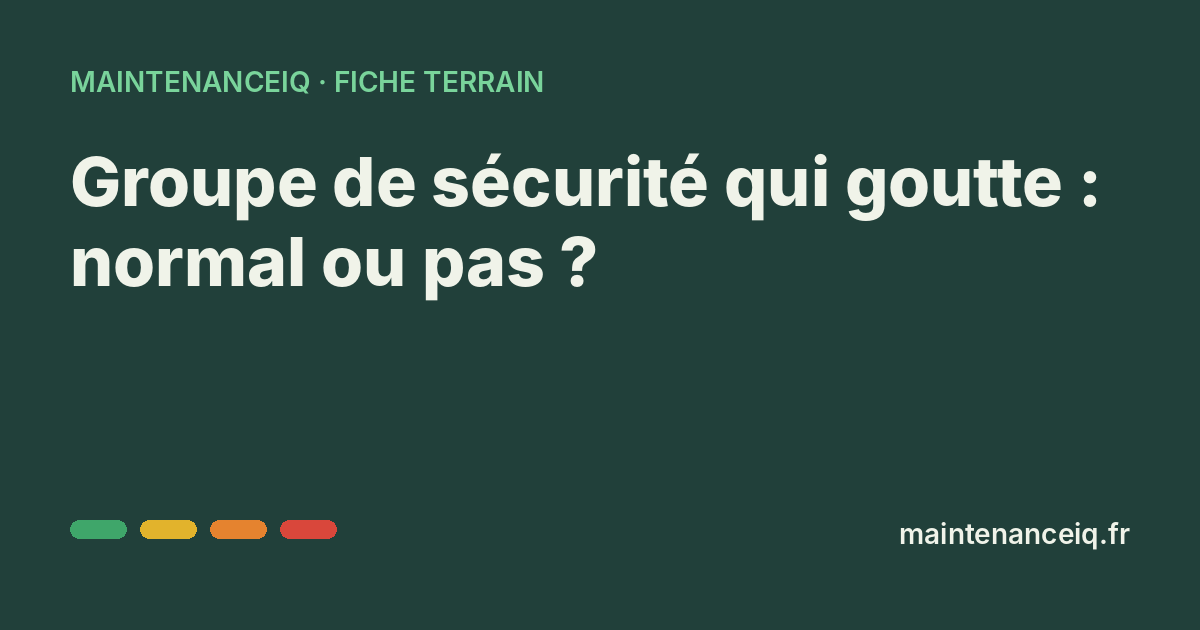 MAINTENANCEIQ · FICHE TERRAIN
Groupe de sécurité qui goutte :
normal ou pas ?
maintenanceiq.fr